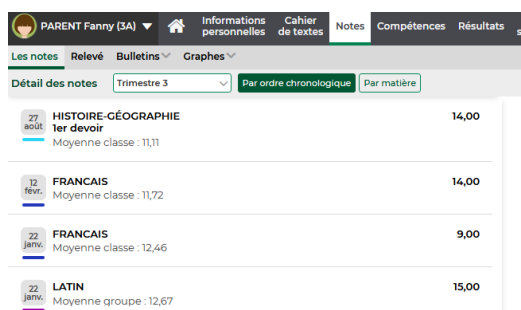 PARENT Fanny (3A)
Informations personnelles
Cahier de textes
Notes
Compétences
Résultats
Les notes Relevé Bulletins Graphes
Détail des notes Trimestre 3 Par ordre chronologique Par matière
27 août HISTOIRE-GÉOGRAPHIE 14,00
1er devoir
Moyenne classe : 11,11
12 févr. FRANCAIS 14,00
Moyenne classe : 11,72
22 janv. FRANCAIS 9,00
Moyenne classe : 12,46
22 janv. LATIN 15,00
Moyenne groupe : 12,67